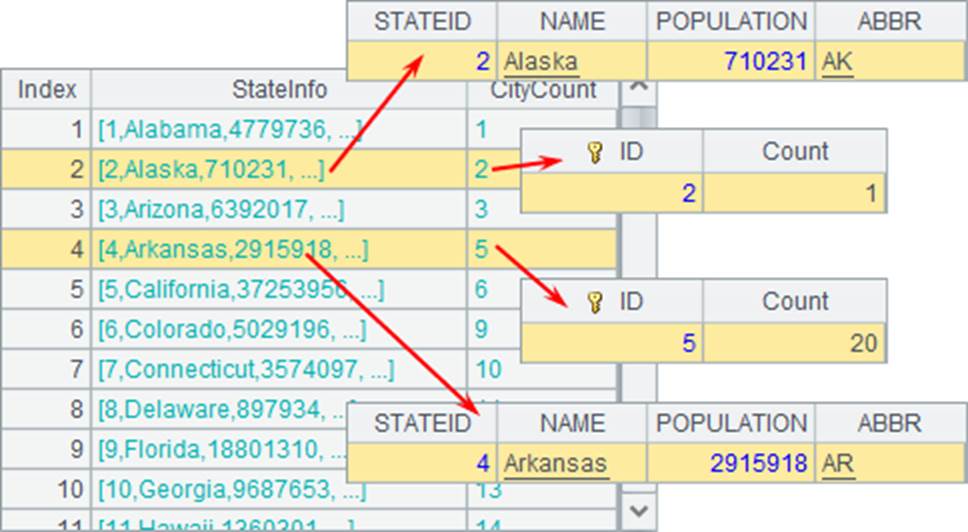 STATEID NAME POPULATION ABBR
2 Alaska 710231 AK
Index StateInfo CityCount
1 [1,Alabama,4779736, ...] 1
2 [2,Alaska,710231, ...] 2
ID Count
2 1
3 [3,Arizona,6392017, ...] 3
4 [4,Arkansas,2915918, ...] 5
5 [5,California,37253956, ...] 6
ID Count
5 20
6 [6,Colorado,5029196, ...] 9
7 [7,Connecticut,3574097, ...] 10
8 [8,Delaware,897934, ...
STATEID NAME POPULATION ABBR
4 Arkansas 2915918 AR
9 [9,Florida,18801310, ...
10 [10,Georgia,9687653, ...] 13
11 [11,Hawaii,1360301, ...] 14